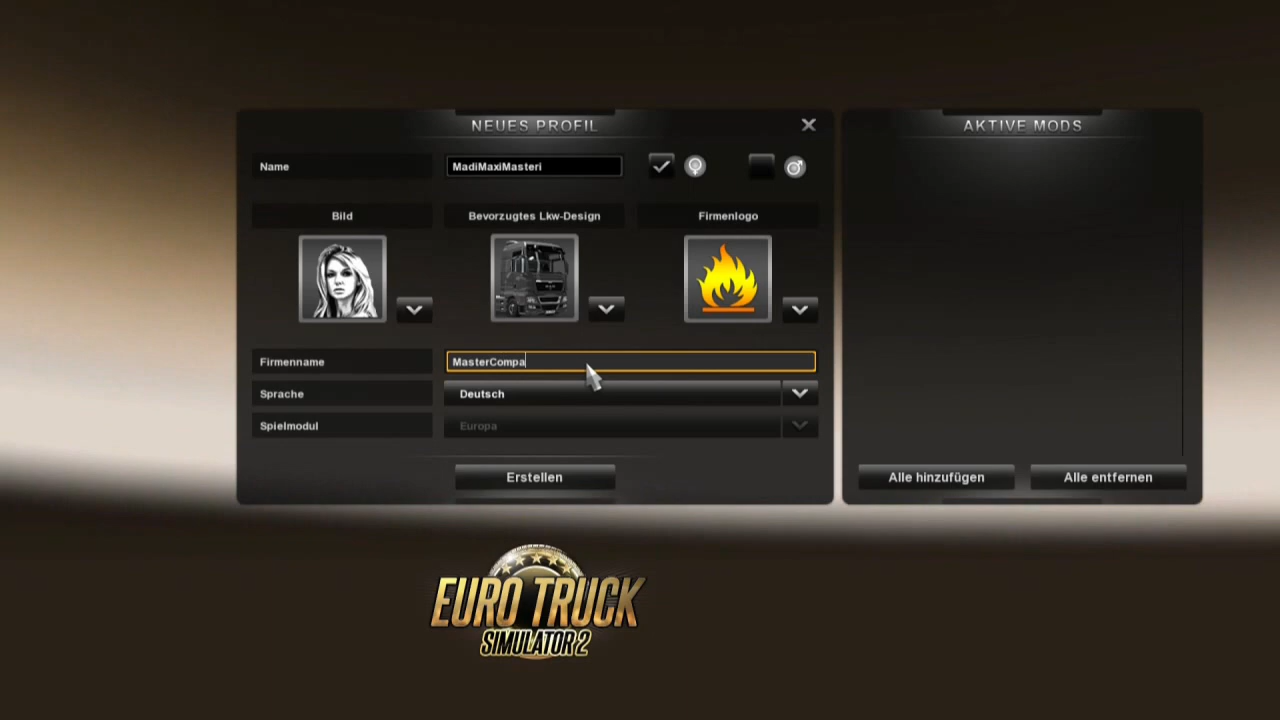 NEUES PROFIL
AKTIVE MODS
Name
MadiMaxiMasteri
Bild
Bevorzugtes Lkw-Design
Firmenlogo
Firmenname
MasterCompa
Sprache
Deutsch
Spielmodul
Europa
Erstellen
Alle hinzufügen
Alle entfernen
EURO TRUCK
SIMULATOR 2